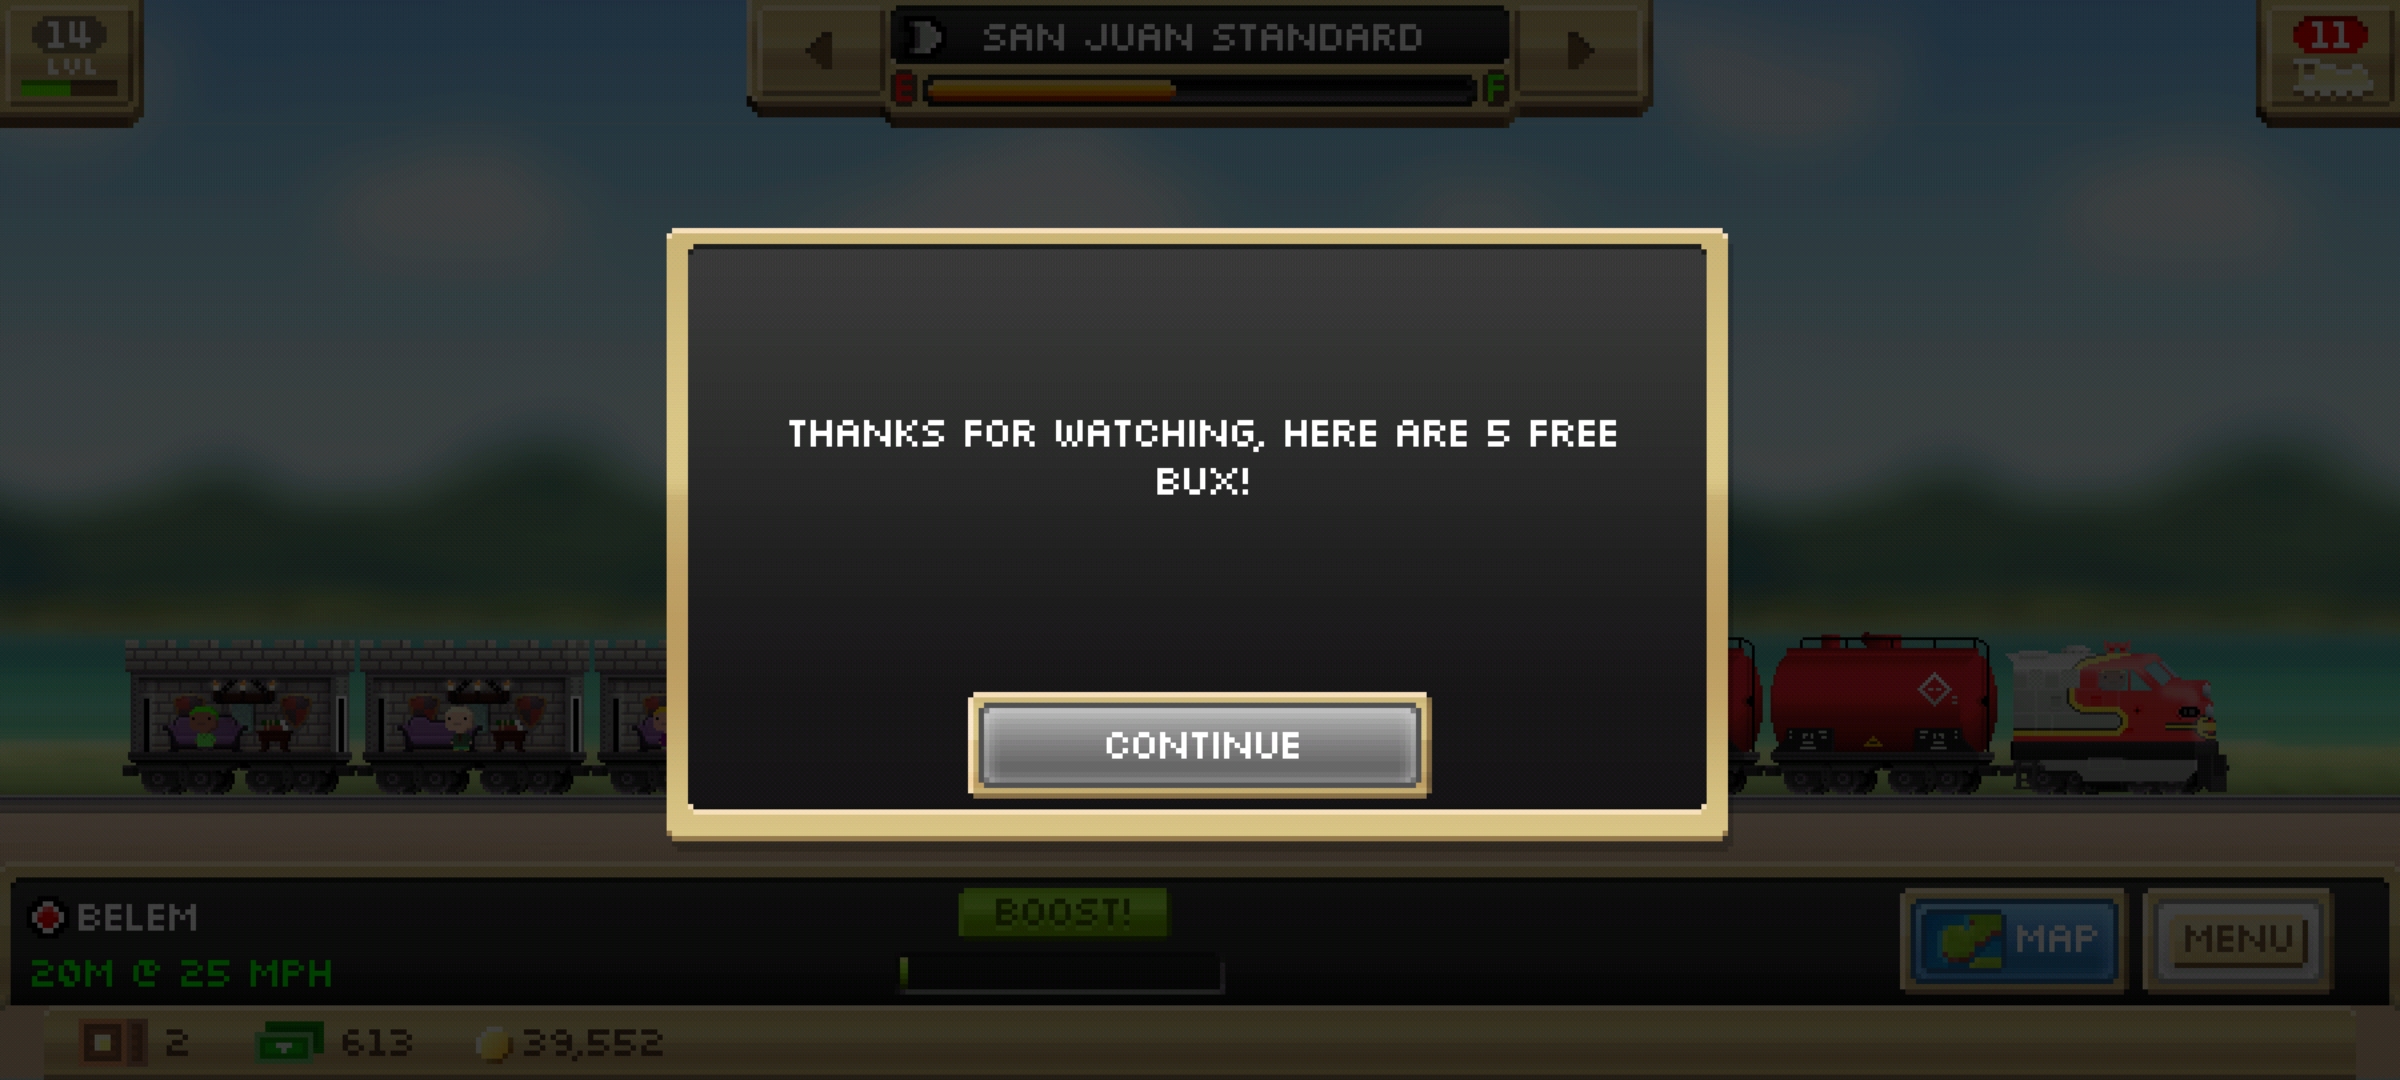 14
LVL
SAN JUAN STANDARD
E F
11
THANKS FOR WATCHING, HERE ARE 5 FREE
BUX!
CONTINUE
BELEM
20M @ 25 MPH
BOOST!
MAP
MENU
2 613 39,552